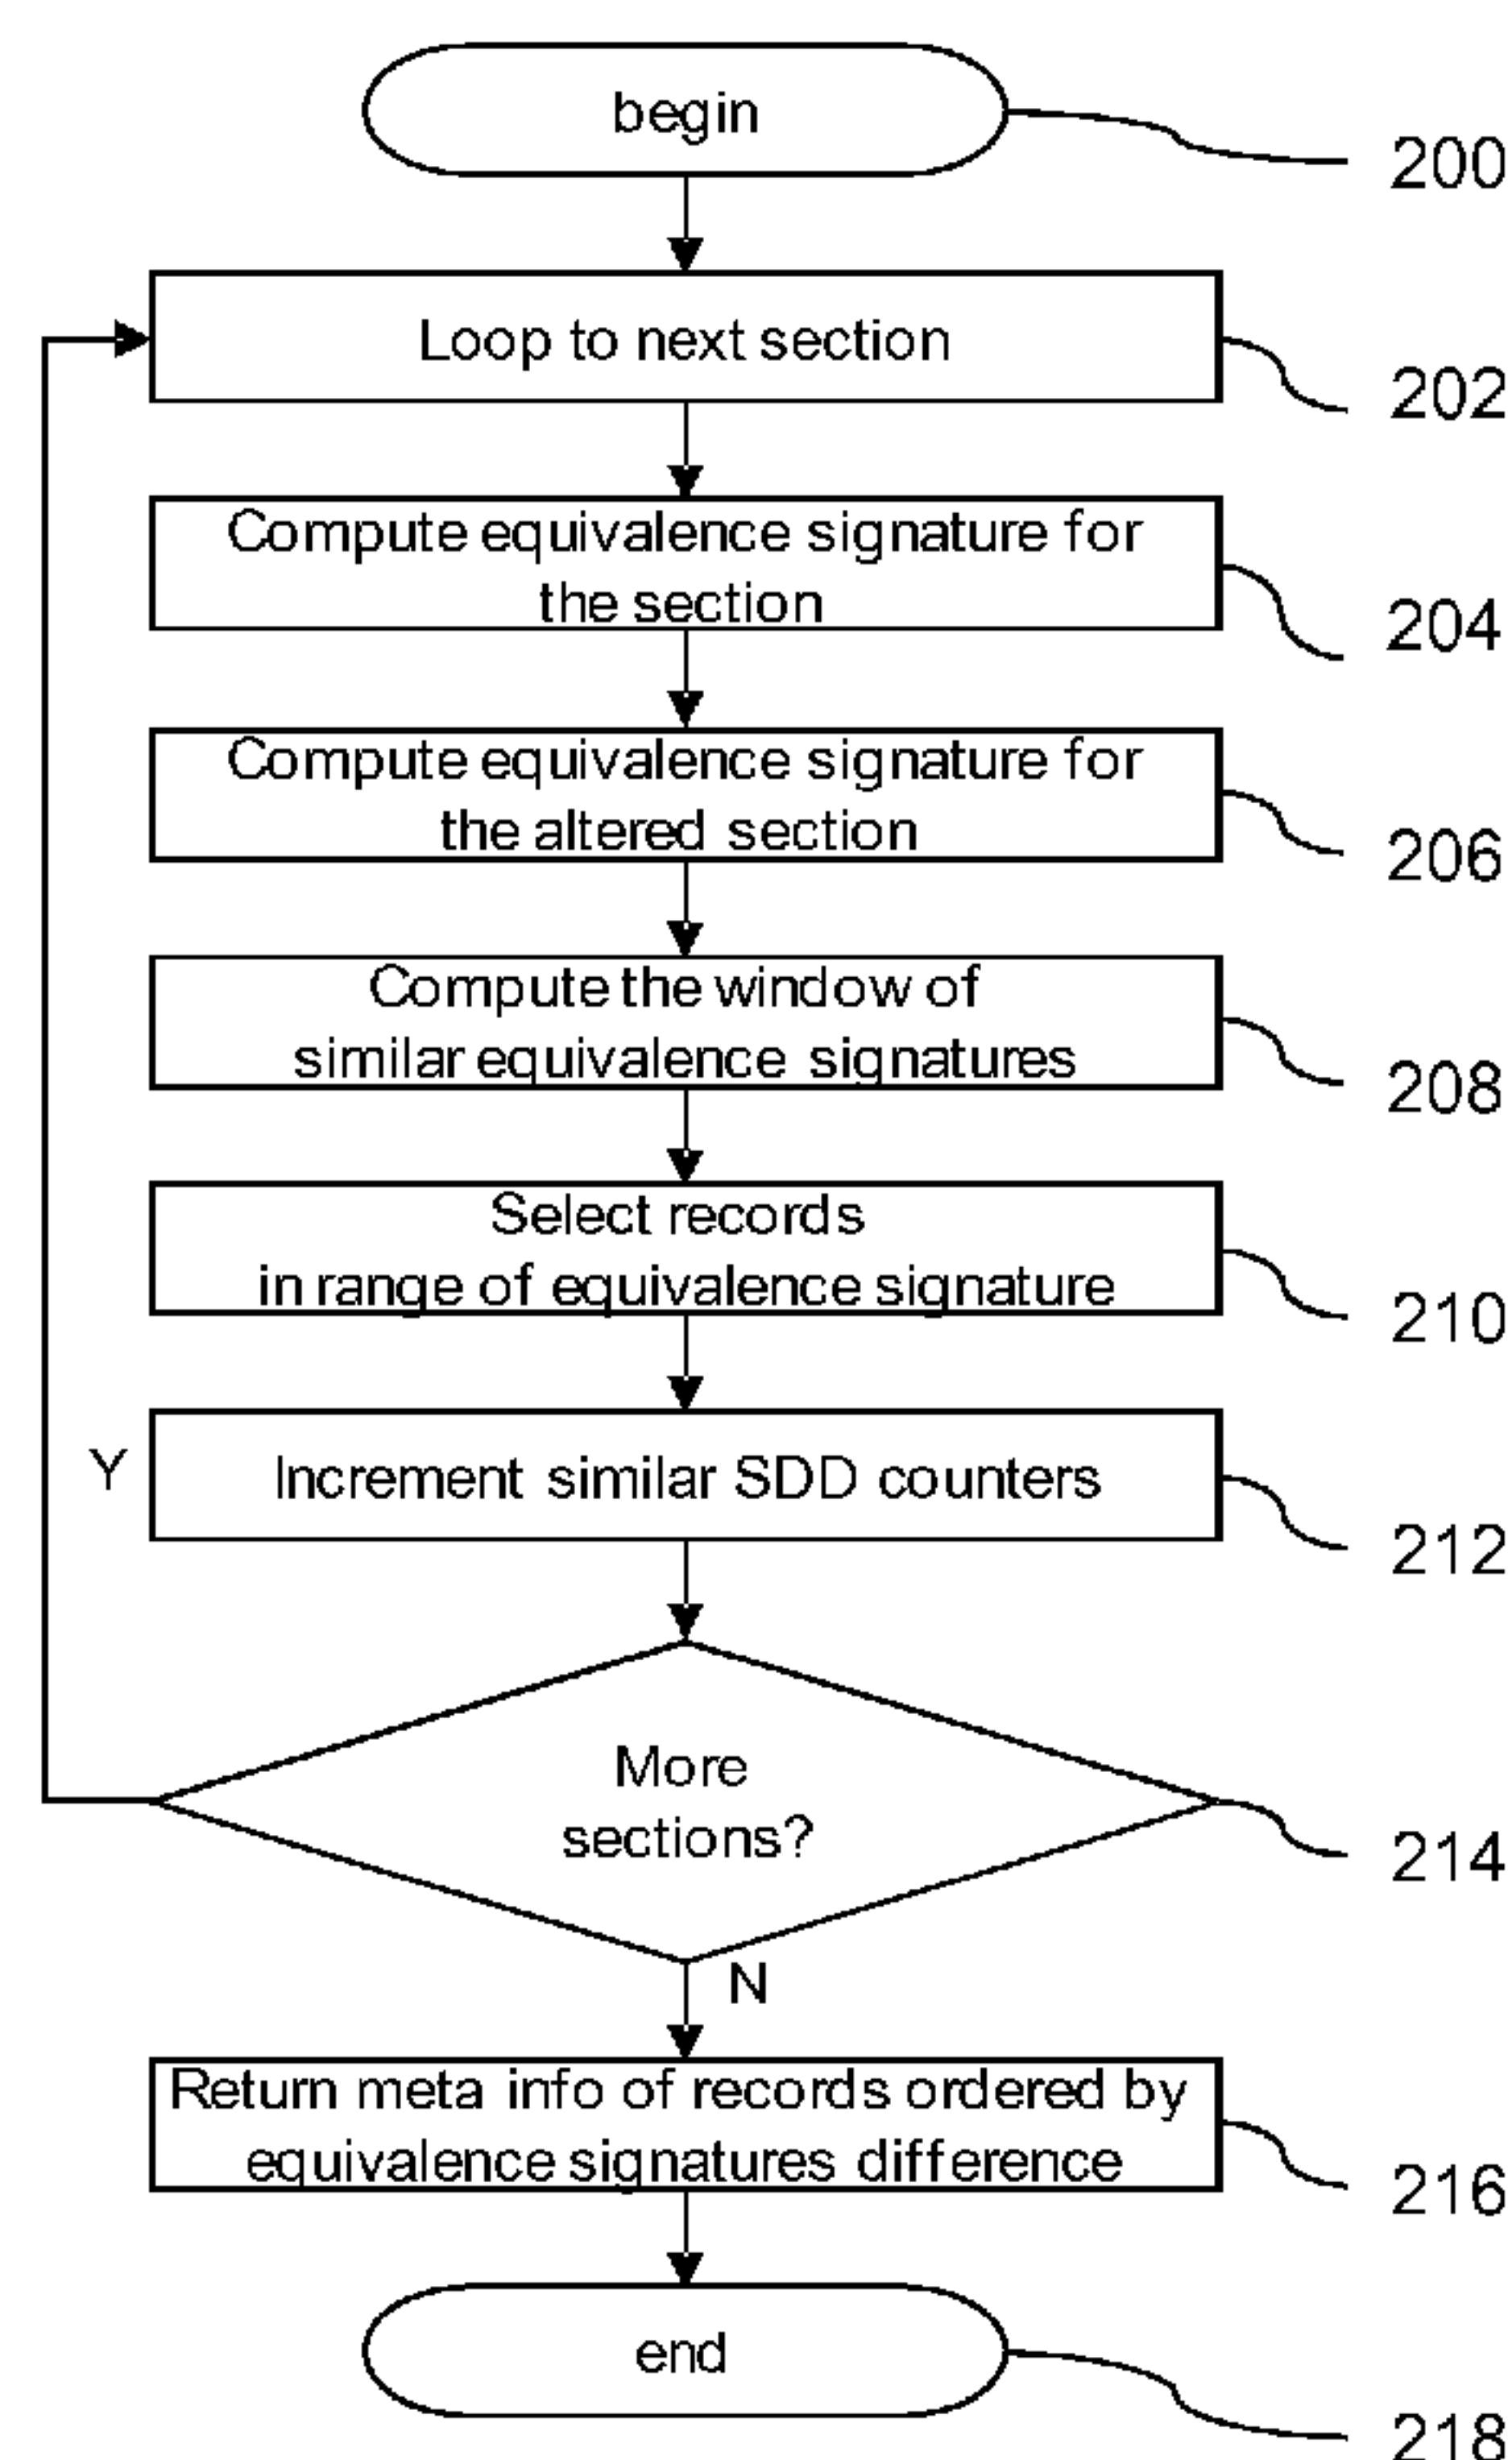 begin
200
Loop to next section
202
Compute equivalence signature for
the section
204
Compute equivalence signature for
the altered section
206
Compute the window of
similar equivalence signatures
208
Select records
in range of equivalence signature
210
Y
Increment similar SDD counters
212
More
sections?
214
N
Return meta info of records ordered by
equivalence signatures difference
216
end
218